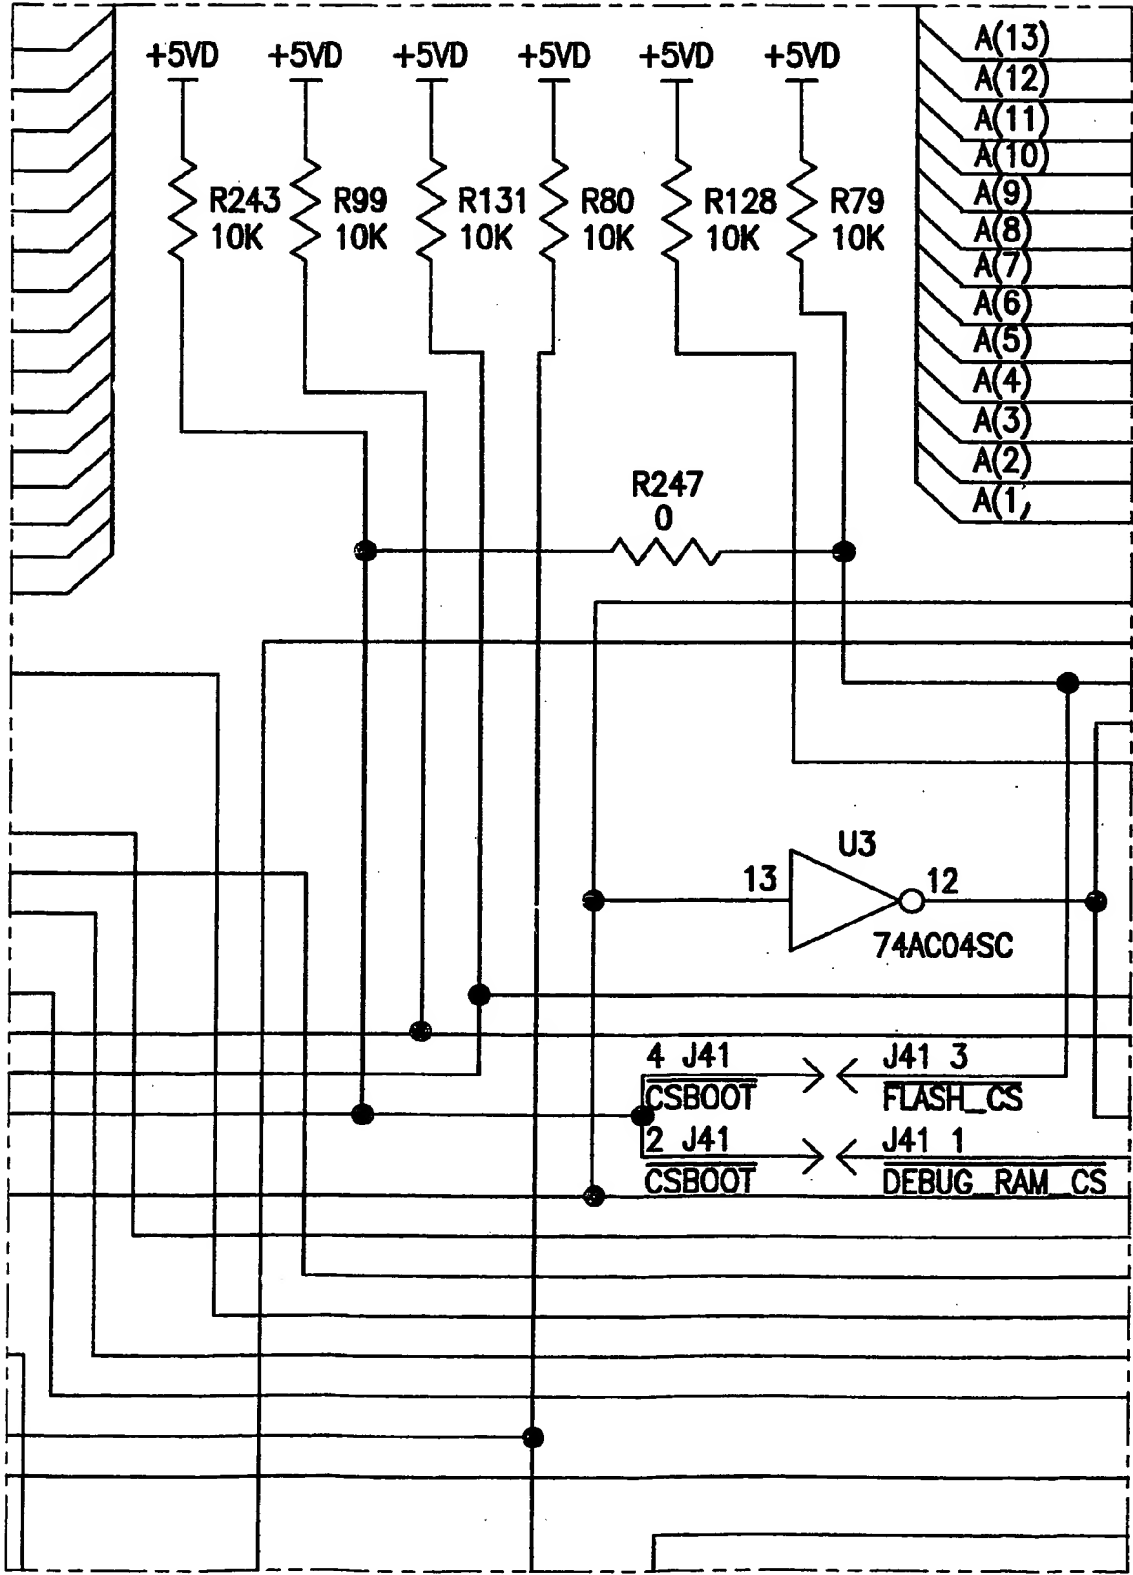 +5VD +5VD +5VD +5VD +5VD +5VD
R243 R99 R131 R80 R128 R79
10K 10K 10K 10K 10K 10K
A(13)
A(12)
A(11)
A(10)
A(9)
A(8)
A(7)
A(6)
A(5)
A(4)
A(3)
A(2)
A(1)
R247
0
U3
13 12
74AC04SC
4 J41 J41 3
CSBOOT FLASH_CS
2 J41 J41 1
CSBOOT DEBUG_RAM_CS